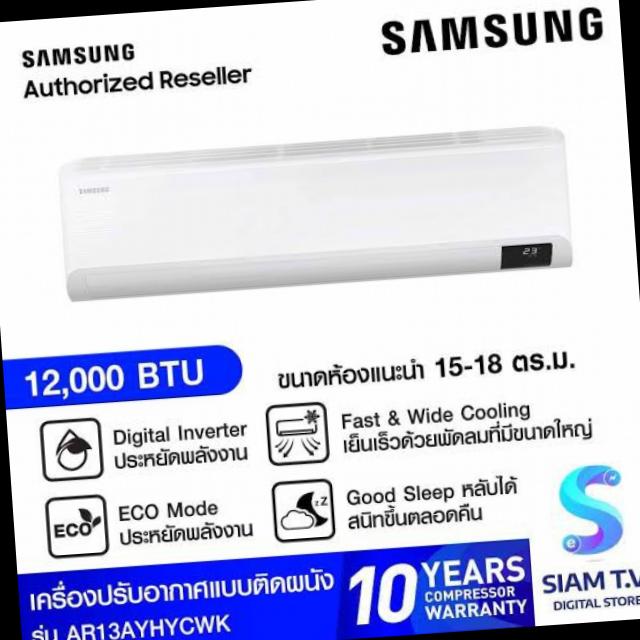 SAMSUNG
Authorized Reseller
SAMSUNG
SAMSUNG
23
12,000 BTU
ขนาดห้องแนะนำ 15-18 ตร.ม.
Digital Inverter
ประหยัดพลังงาน
Fast & Wide Cooling
เย็นเร็วด้วยพัดลมที่มีขนาดใหญ่
ECO
ECO Mode
ประหยัดพลังงาน
zZ
Good Sleep หลับได้
สนิทขึ้นตลอดคืน
เครื่องปรับอากาศแบบติดผนัง
รุ่น AR13AYHYCWK
10 YEARS
COMPRESSOR
WARRANTY
SIAM T.V
DIGITAL STORE